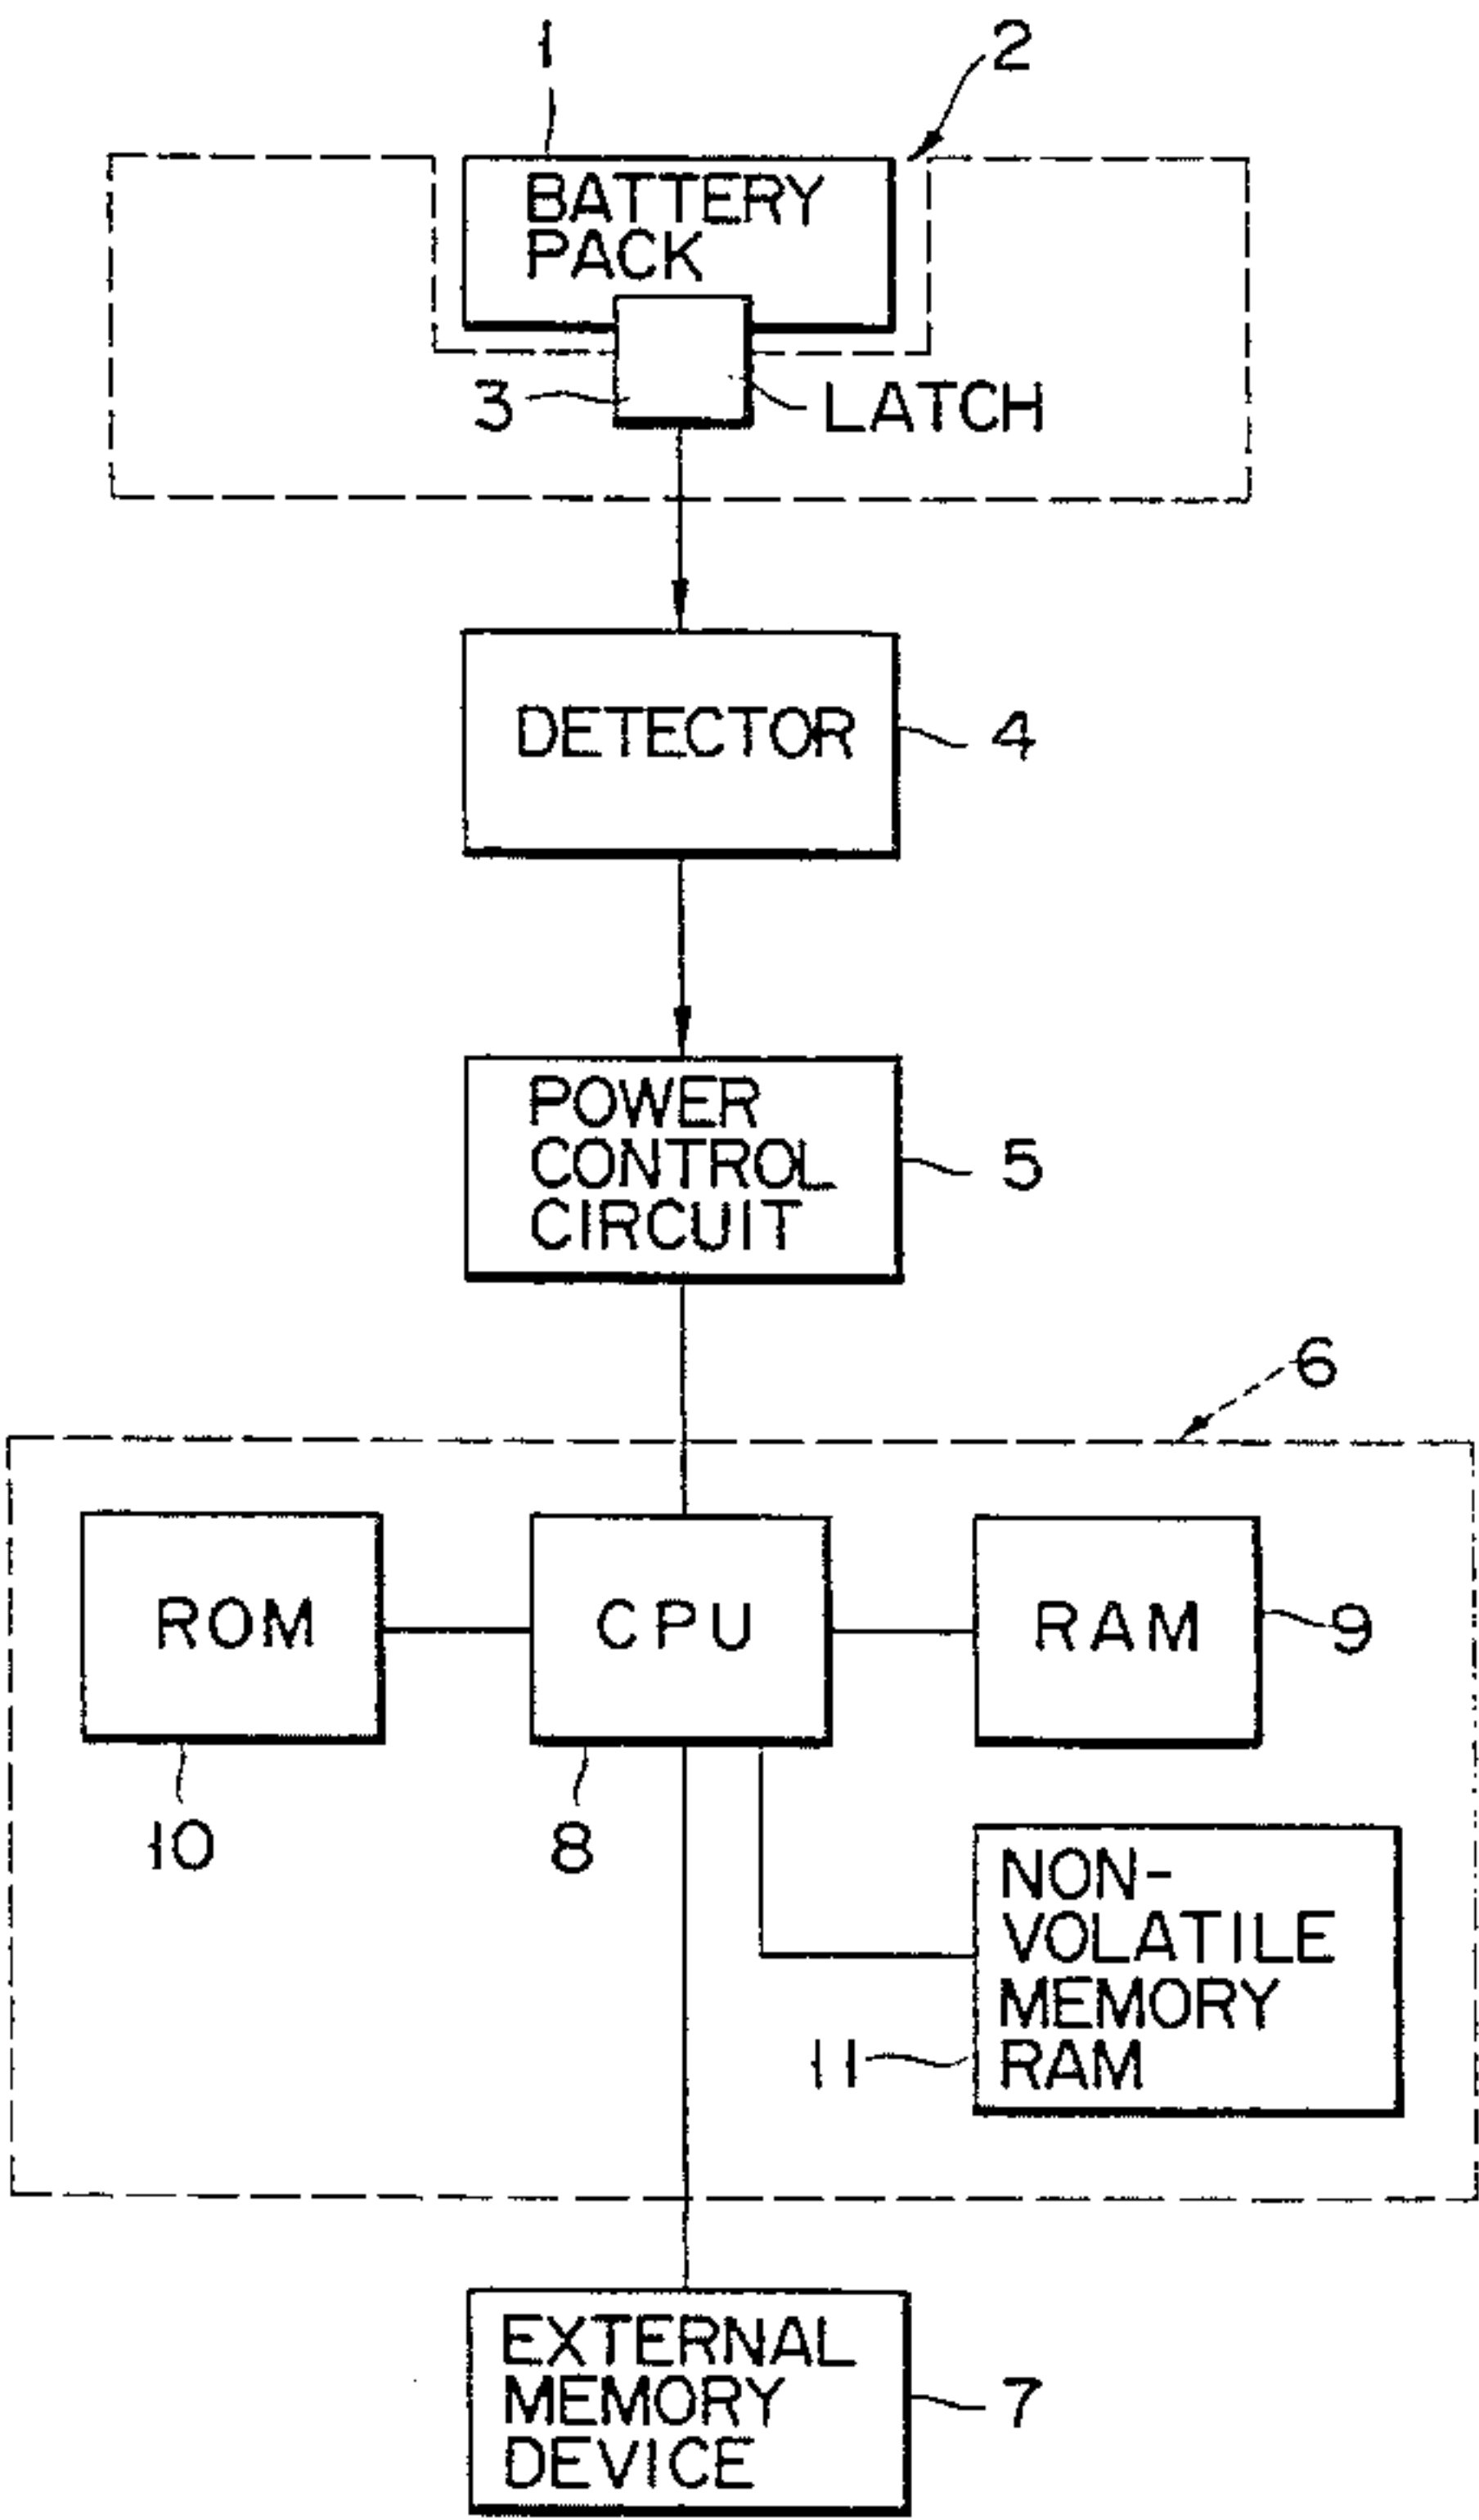 1
2
BATTERY
PACK
3
LATCH
DETECTOR
4
POWER
CONTROL
CIRCUIT
5
6
ROM
CPU
RAM
9
10
8
NON-
VOLATILE
MEMORY
RAM
11
EXTERNAL
MEMORY
DEVICE
7